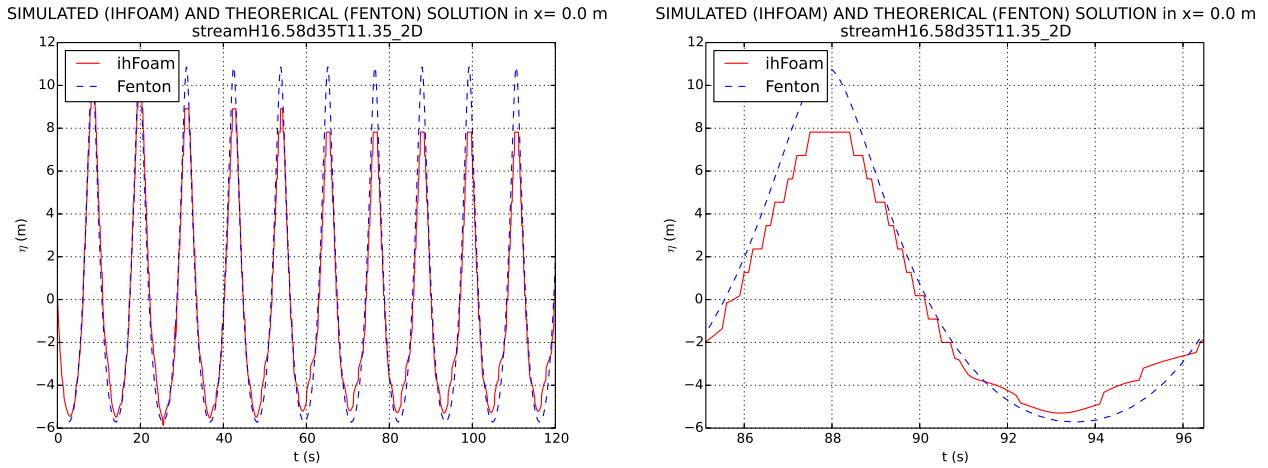 SIMULATED (IHFOAM) AND THEORERICAL (FENTON) SOLUTION in x= 0.0 m
streamH16.58d35T11.35_2D
12
10
8
6
4
2
0
−2
−4
−6
η (m)
ihFoam
Fenton
0 20 40 60 80 100 120
t (s)
SIMULATED (IHFOAM) AND THEORERICAL (FENTON) SOLUTION in x= 0.0 m
streamH16.58d35T11.35_2D
12
10
8
6
4
2
0
−2
−4
−6
η (m)
ihFoam
Fenton
86 88 90 92 94 96
t (s)